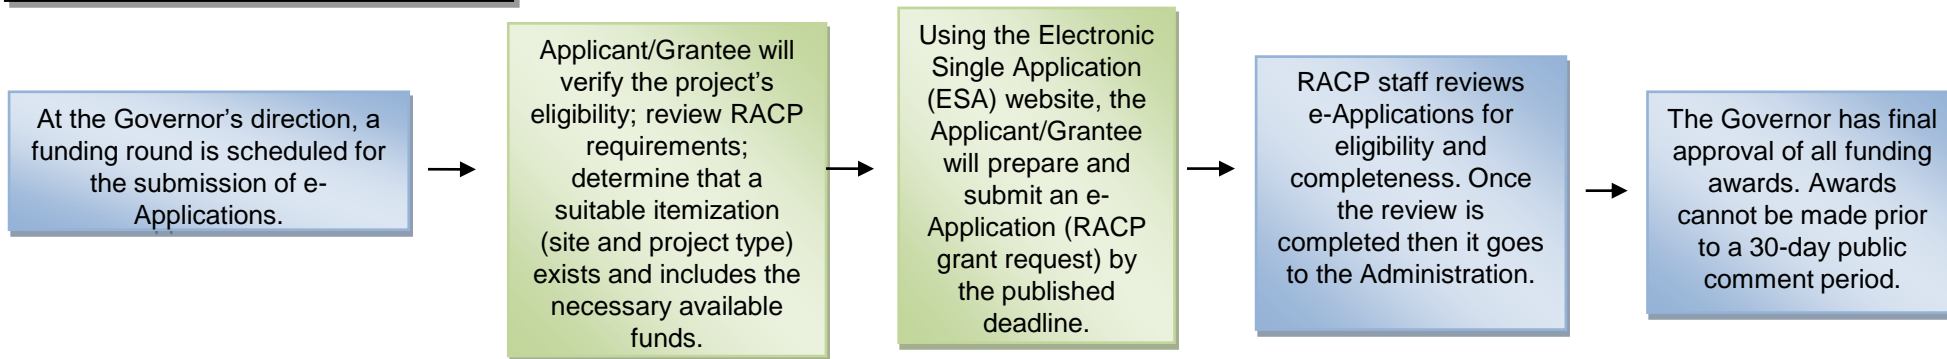 At the Governor's direction, a
funding round is scheduled for
the submission of e-
Applications.
Applicant/Grantee will
verify the project's
eligibility; review RACP
requirements;
determine that a
suitable itemization
(site and project type)
exists and includes the
necessary available
funds.
Using the Electronic
Single Application
(ESA) website, the
Applicant/Grantee
will prepare and
submit an e-
Application (RACP
grant request) by
the published
deadline.
RACP staff reviews
e-Applications for
eligibility and
completeness. Once
the review is
completed then it goes
to the Administration.
The Governor has final
approval of all funding
awards. Awards
cannot be made prior
to a 30-day public
comment period.